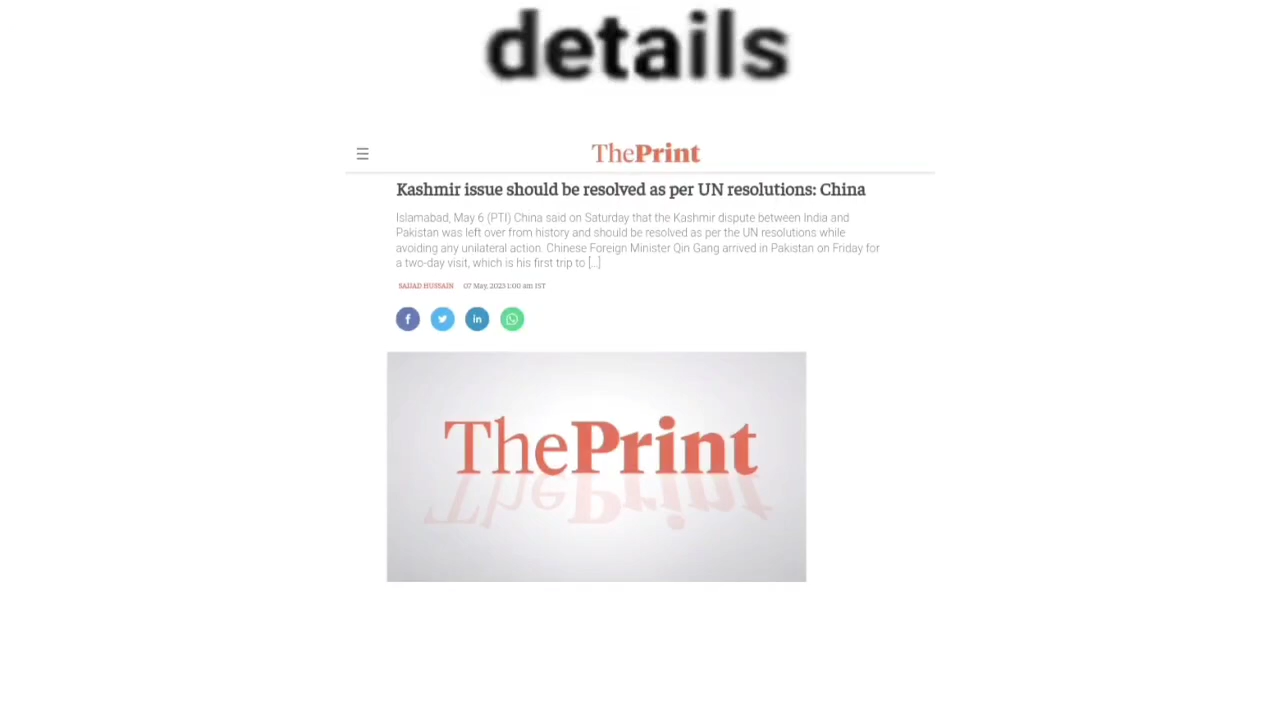 details
ThePrint
Kashmir issue should be resolved as per UN resolutions: China
Islamabad, May 6 (PTI) China said on Saturday that the Kashmir dispute between India and
Pakistan was left over from history and should be resolved as per the UN resolutions while
avoiding any unilateral action. Chinese Foreign Minister Qin Gang arrived in Pakistan on Friday for
a two-day visit, which is his first trip to [...]
SAJJAD HUSSAIN 07 May, 2023 1:00 am IST
ThePrint